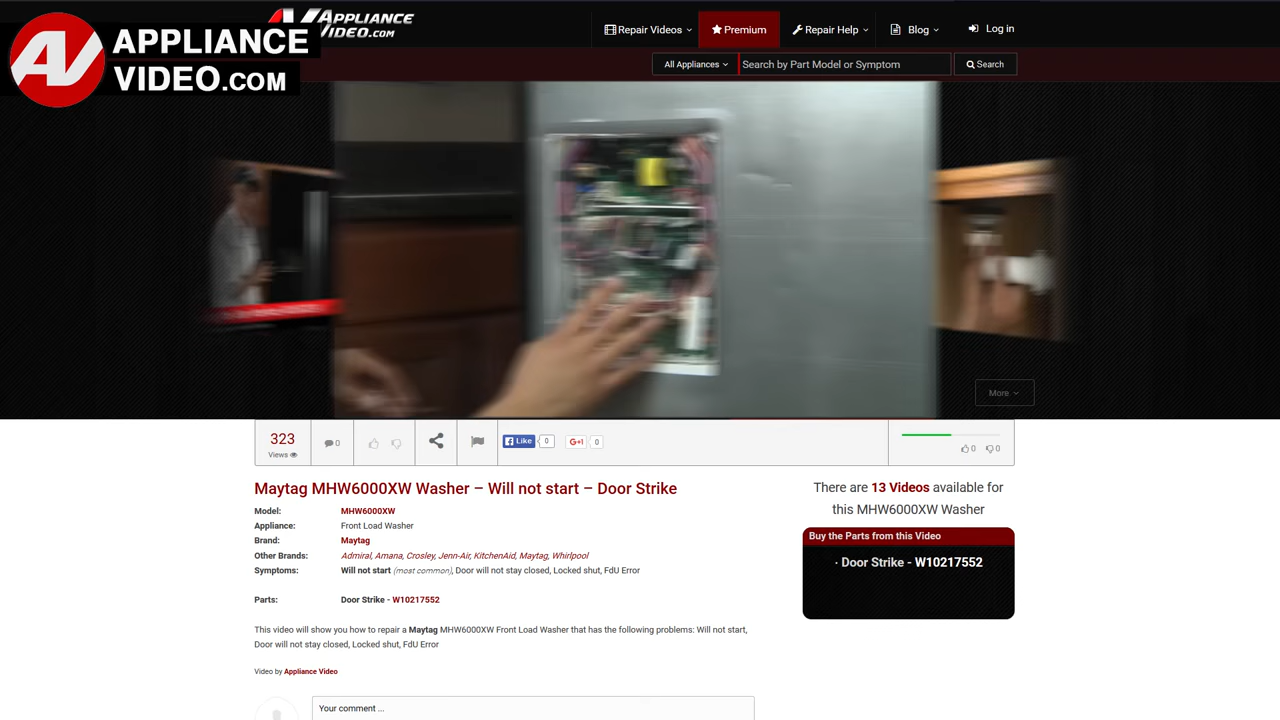 APPLIANCE
VIDEO.COM
APPLIANCE
VIDEO.COM
Repair Videos
Premium
Repair Help
Blog
Log in
All Appliances
Search by Part Model or Symptom
Search
More
323
Views
0
Like
0
G+1
0
0
0
Maytag MHW6000XW Washer – Will not start – Door Strike
Model: MHW6000XW
Appliance: Front Load Washer
Brand: Maytag
Other Brands: Admiral, Amana, Crosley, Jenn-Air, KitchenAid, Maytag, Whirlpool
Symptoms: Will not start (most common), Door will not stay closed, Locked shut, FdU Error
Parts: Door Strike - W10217552
This video will show you how to repair a Maytag MHW6000XW Front Load Washer that has the following problems: Will not start,
Door will not stay closed, Locked shut, FdU Error
Video by Appliance Video
Your comment ...
There are 13 Videos available for
this MHW6000XW Washer
Buy the Parts from this Video
· Door Strike - W10217552